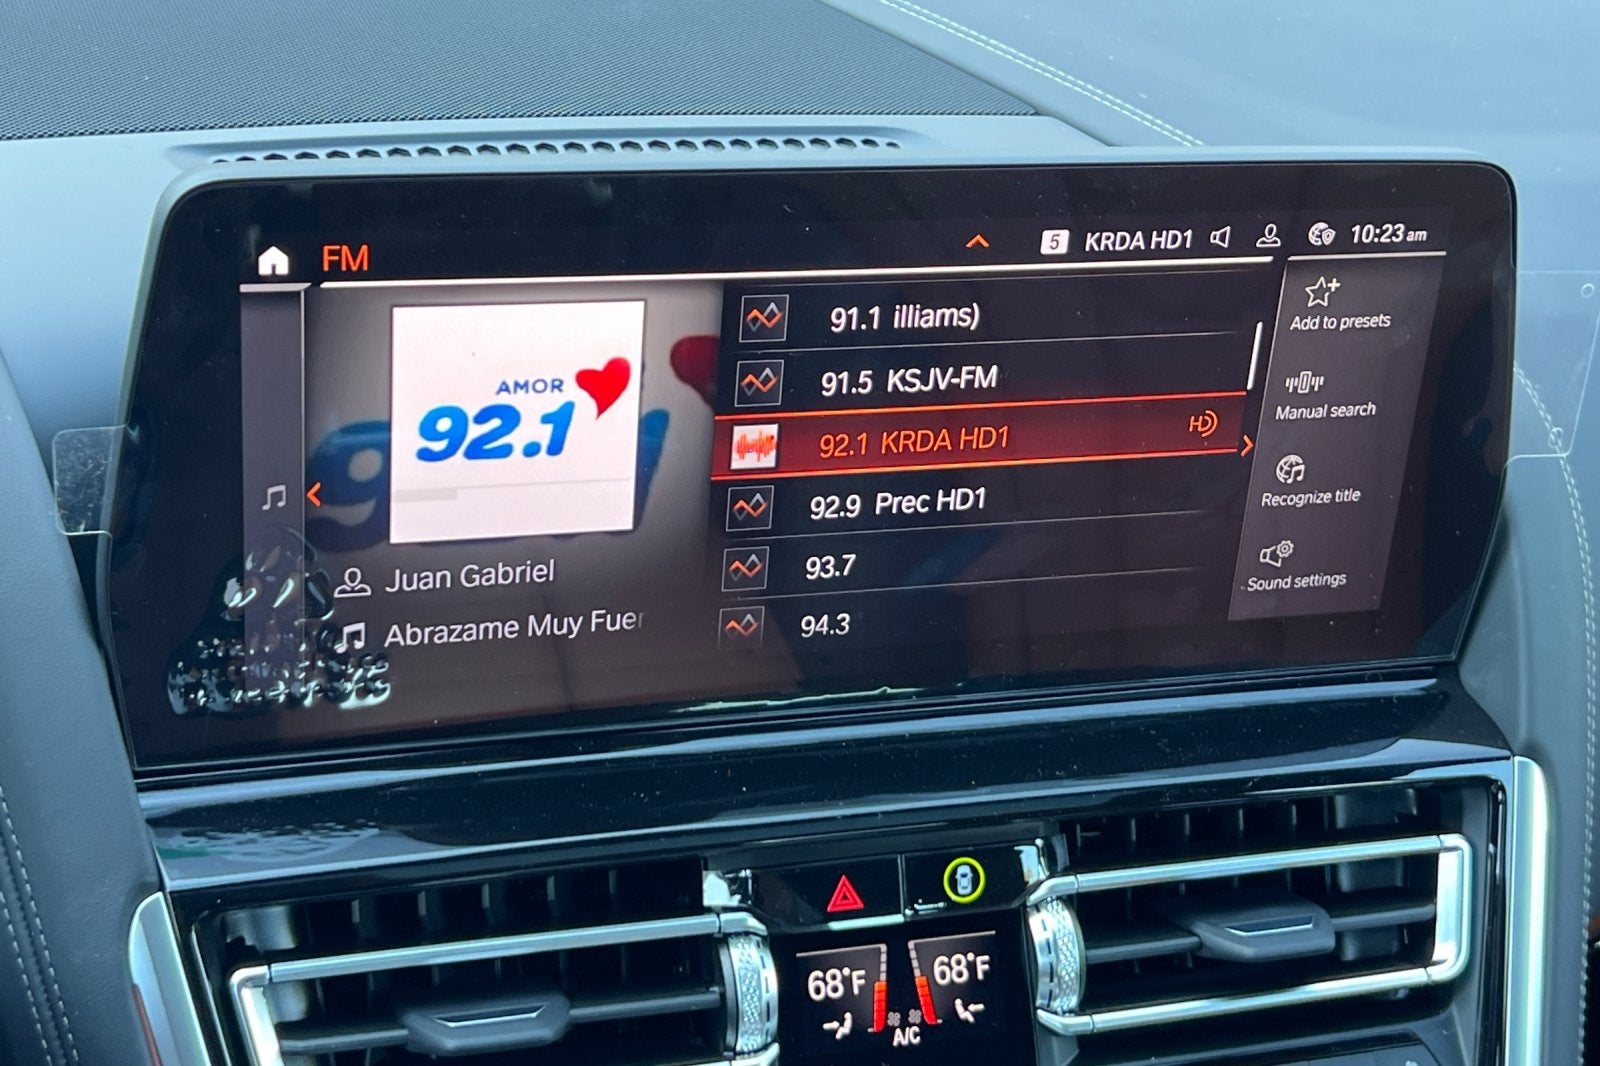 FM
5 KRDA HD1
10:23 am
AMOR
92.1
Juan Gabriel
Abrazame Muy Fuer
91.1 illiams)
91.5 KSJV-FM
92.1 KRDA HD1 HD
92.9 Prec HD1
93.7
94.3
Add to presets
Manual search
Recognize title
Sound settings
68°F
68°F
A/C